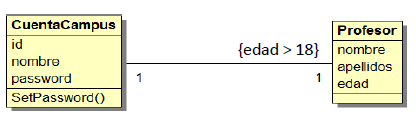 CuentaCampus
id
nombre
password
SetPassword()
{edad > 18}
1
1
Profesor
nombre
apellidos
edad